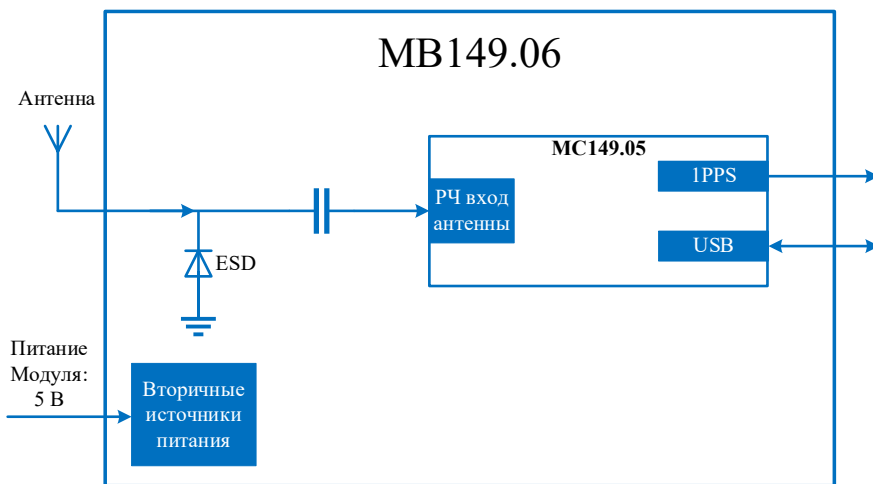 МВ149.06
Антенна
МС149.05
1PPS
РЧ вход
антенны
USB
ESD
Питание
Модуля:
5 В
Вторичные
источники
питания